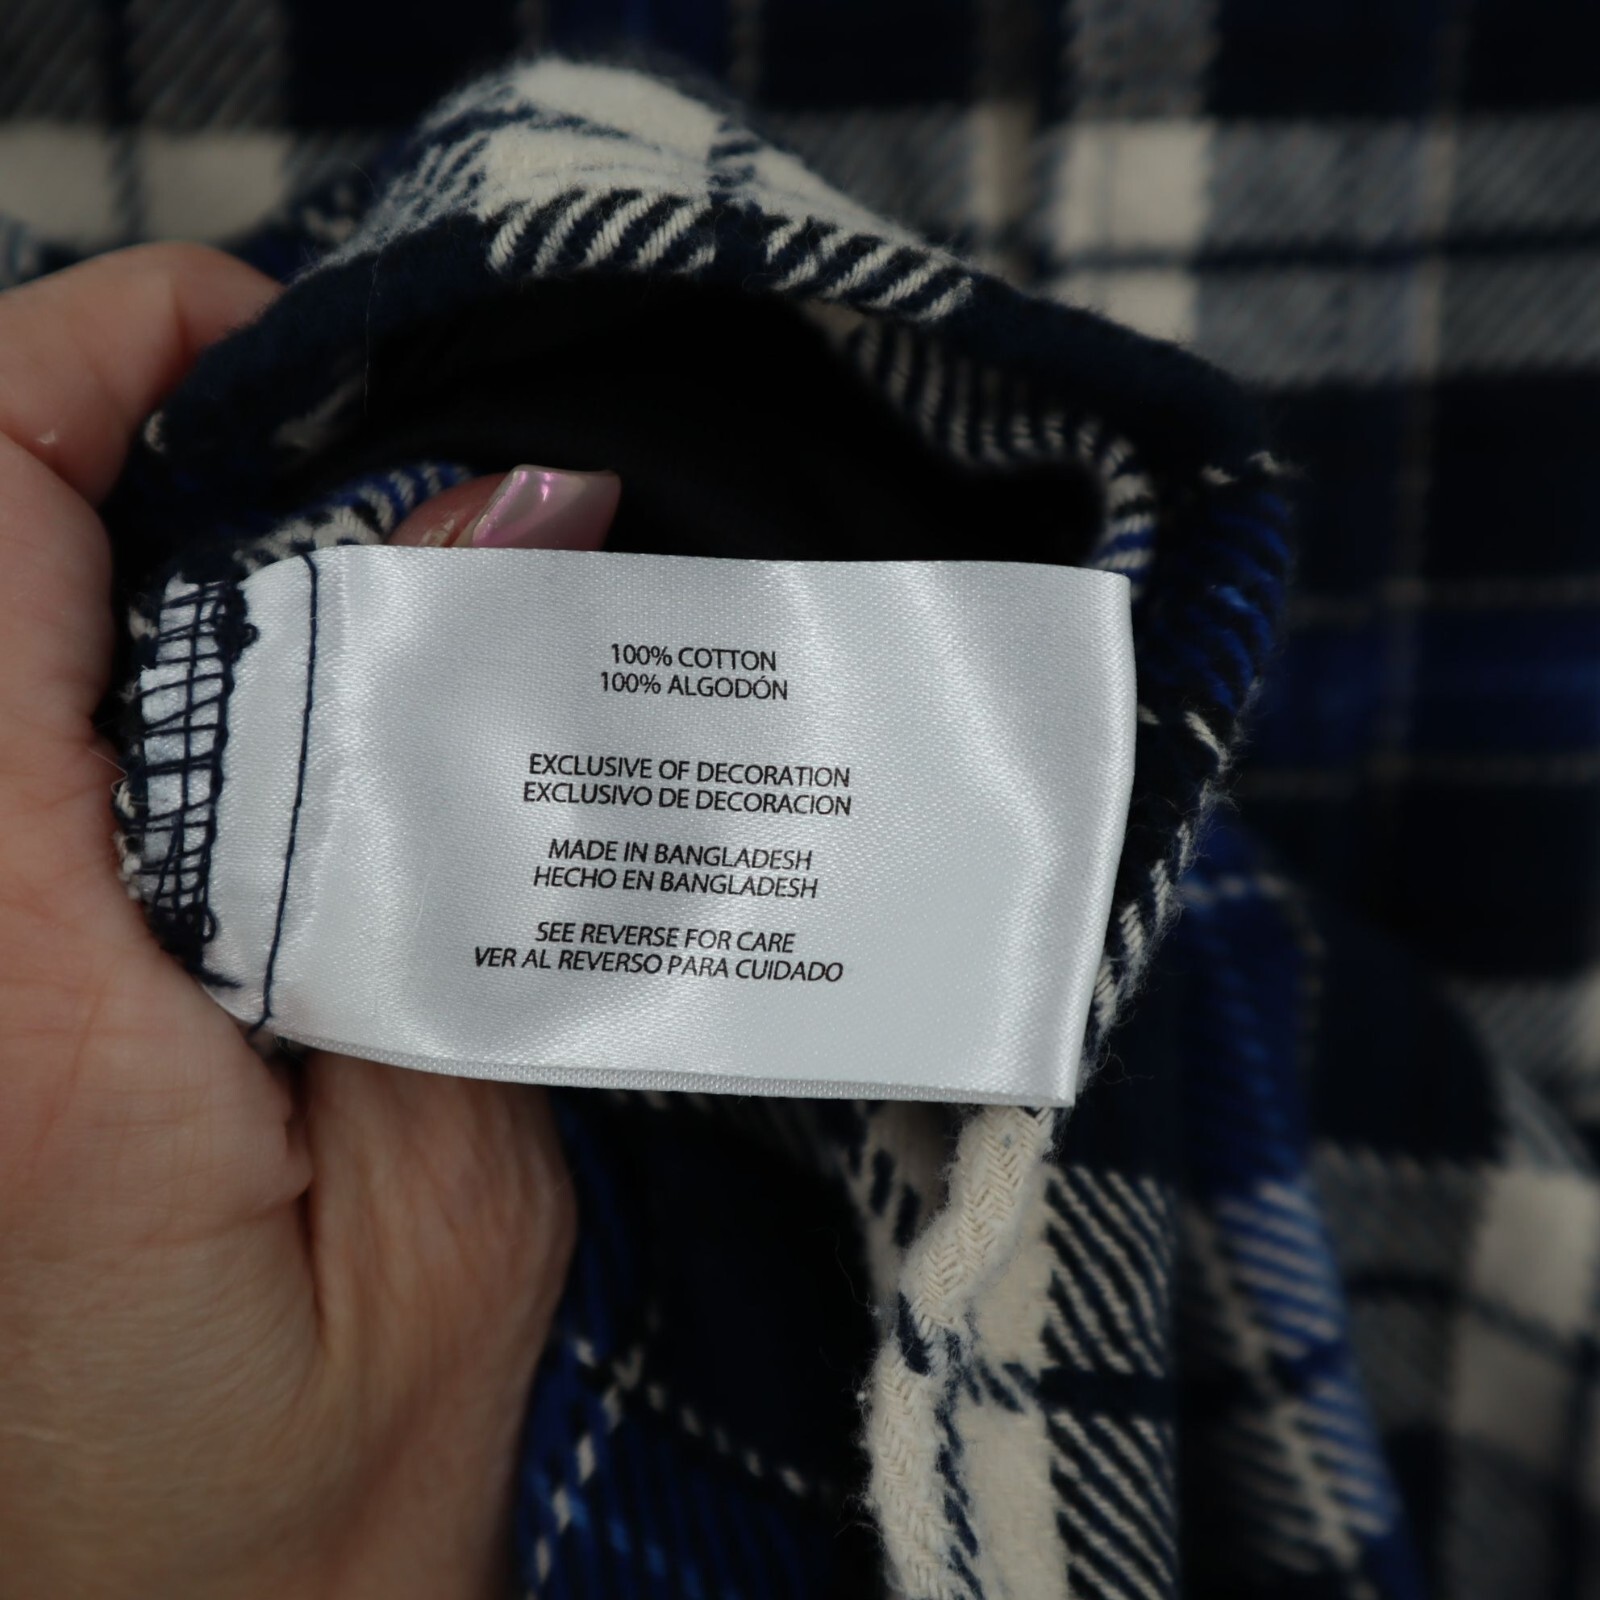 100% COTTON
100% ALGODÓN
EXCLUSIVE OF DECORATION
EXCLUSIVO DE DECORACION
MADE IN BANGLADESH
HECHO EN BANGLADESH
SEE REVERSE FOR CARE
VER AL REVERSO PARA CUIDADO